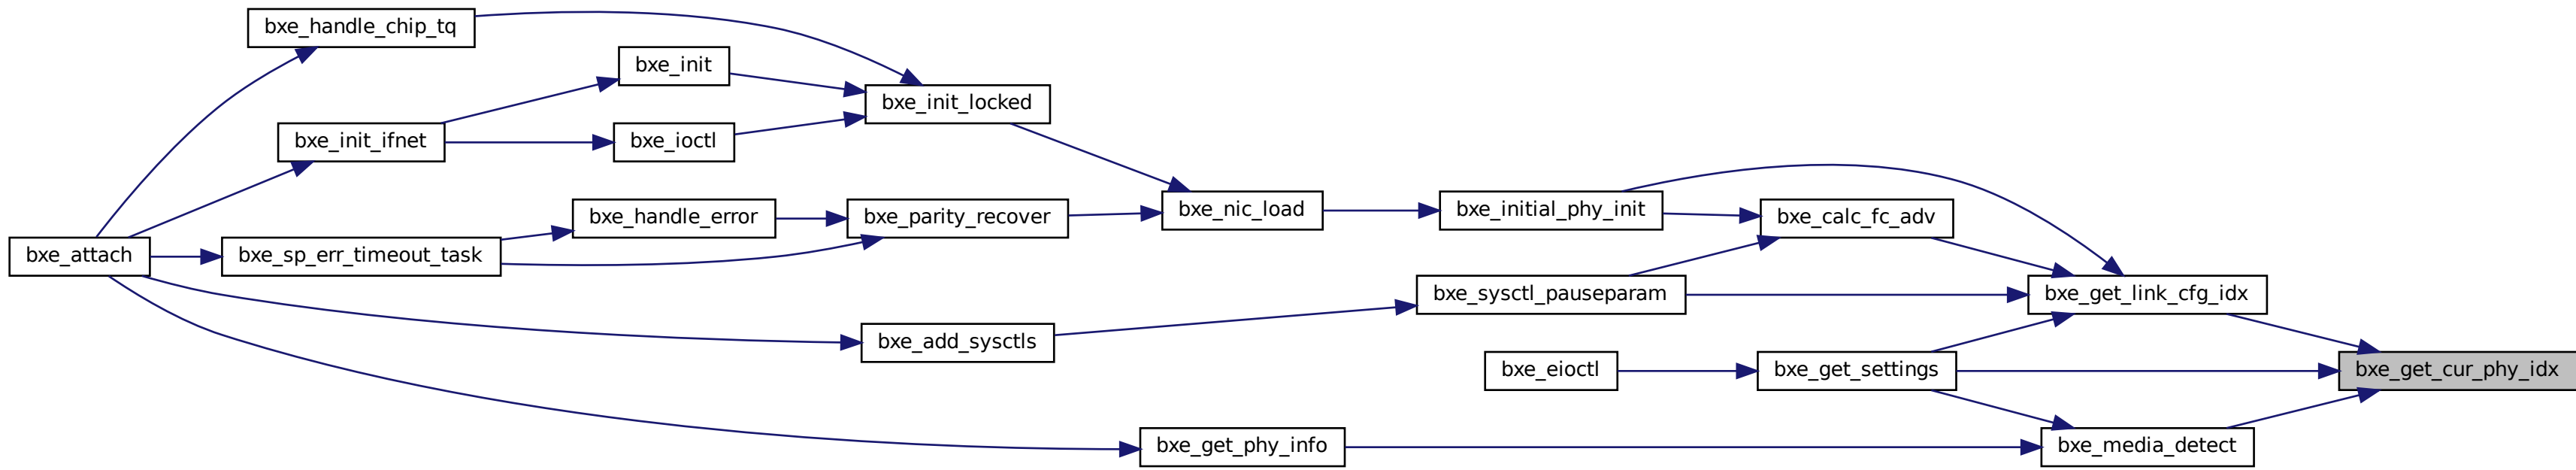 bxe_handle_chip_tq
bxe_init
bxe_init_locked
bxe_init_ifnet
bxe_ioctl
bxe_handle_error
bxe_parity_recover
bxe_nic_load
bxe_initial_phy_init
bxe_calc_fc_adv
bxe_attach
bxe_sp_err_timeout_task
bxe_sysctl_pauseparam
bxe_get_link_cfg_idx
bxe_add_sysctls
bxe_eioctl
bxe_get_settings
bxe_get_cur_phy_idx
bxe_get_phy_info
bxe_media_detect